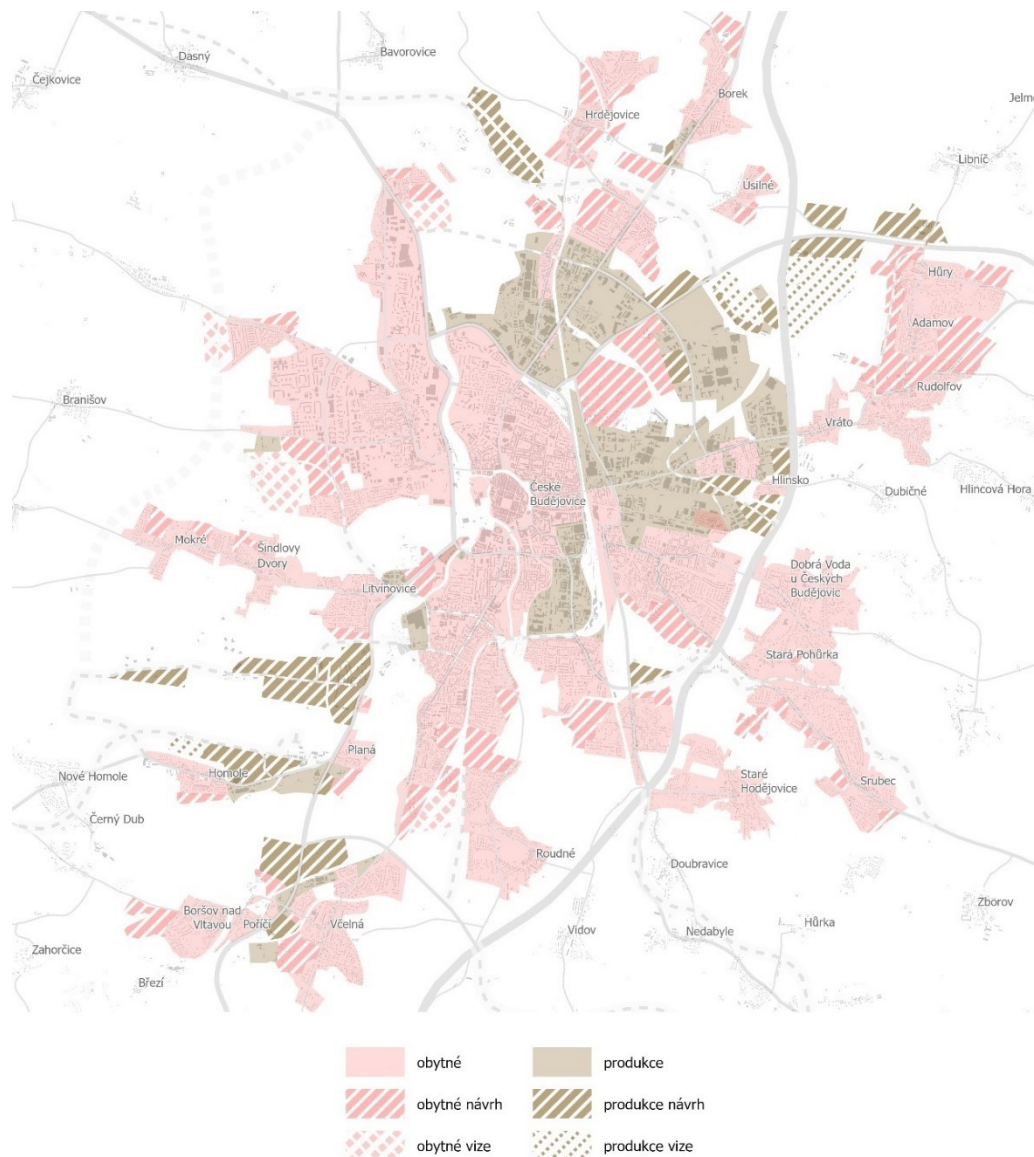 Bavorovice
Dasný
Čejkovice
Borek
Jelm
Hrdějovice
Libníč
Úsilné
Hůry
Adamov
Rudolfov
Branišov
Vráto
České
Budějovice
Hlinsko
Dubičné
Hlincová Hora
Mokré
Šindlovy
Dvory
Dobrá Voda
u Českých
Budějovic
Litvínovice
Stará Pohůrka
Planá
Nové Homole
Homole
Staré
Hodějovice
Srubec
Černý Dub
Roudné
Doubravice
Zborov
Boršov nad
Vltavou
Poříčí
Včelná
Vidov
Nedabyle
Hůrka
Zahorčice
Březí
obytné
produkce
obytné návrh
produkce návrh
obytné vize
produkce vize